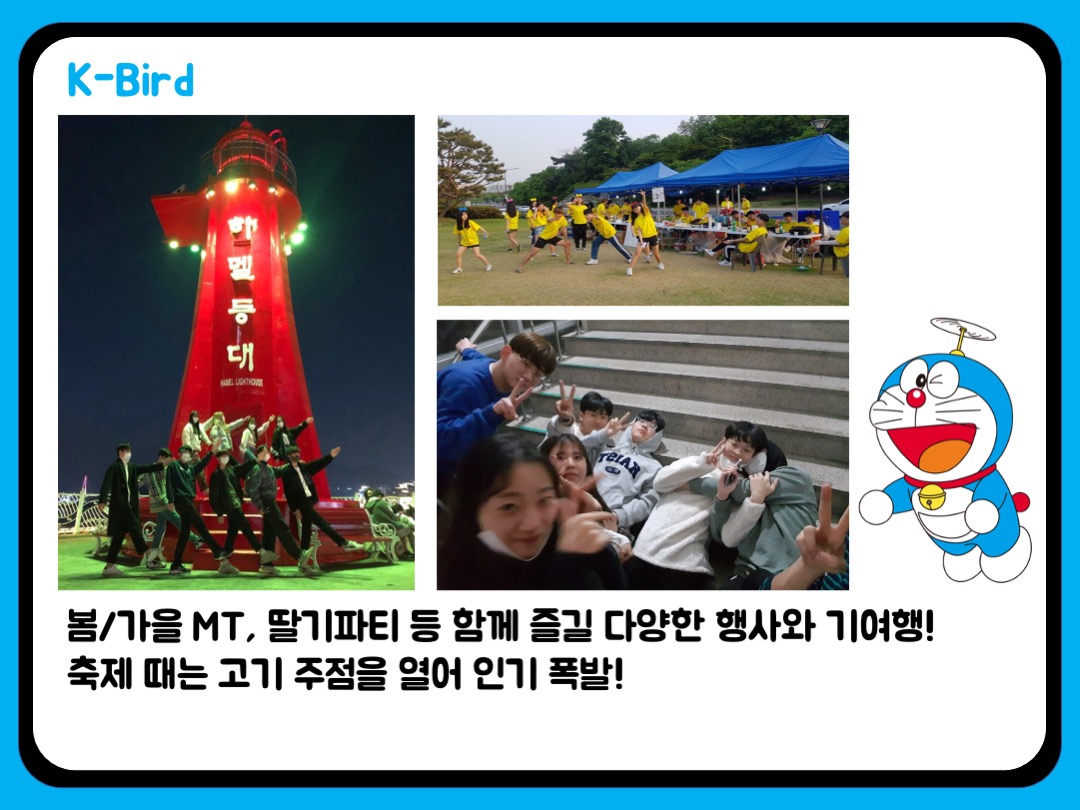 K-Bird
하
멜
등
대
HAMEL LIGHTHOUSE
KAIST
봄/가을 MT, 딸기파티 등 함께 즐길 다양한 행사와 기여행!
축제 때는 고기 주점을 열어 인기 폭발!